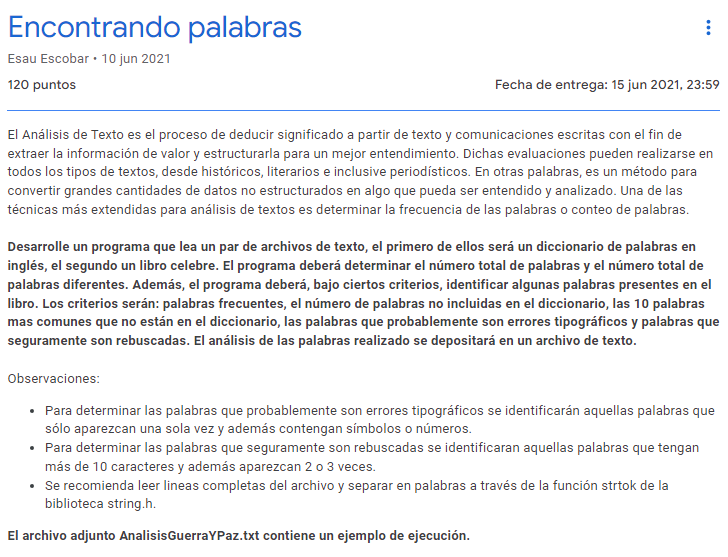 Encontrando palabras
Esau Escobar • 10 jun 2021
120 puntos
Fecha de entrega: 15 jun 2021, 23:59
El Análisis de Texto es el proceso de deducir significado a partir de texto y comunicaciones escritas con el fin de
extraer la información de valor y estructurarla para un mejor entendimiento. Dichas evaluaciones pueden realizarse en
todos los tipos de textos, desde históricos, literarios e inclusive periodísticos. En otras palabras, es un método para
convertir grandes cantidades de datos no estructurados en algo que pueda ser entendido y analizado. Una de las
técnicas más extendidas para análisis de textos es determinar la frecuencia de las palabras o conteo de palabras.
Desarrolle un programa que lea un par de archivos de texto, el primero de ellos será un diccionario de palabras en
inglés, el segundo un libro celebre. El programa deberá determinar el número total de palabras y el número total de
palabras diferentes. Además, el programa deberá, bajo ciertos criterios, identificar algunas palabras presentes en el
libro. Los criterios serán: palabras frecuentes, el número de palabras no incluidas en el diccionario, las 10 palabras
mas comunes que no están en el diccionario, las palabras que probablemente son errores tipográficos y palabras que
seguramente son rebuscadas. El análisis de las palabras realizado se depositará en un archivo de texto.
Observaciones:
• Para determinar las palabras que probablemente son errores tipográficos se identificarán aquellas palabras que
sólo aparezcan una sola vez y además contengan símbolos o números.
• Para determinar las palabras que seguramente son rebuscadas se identificaran aquellas palabras que tengan
más de 10 caracteres y además aparezcan 2 o 3 veces.
• Se recomienda leer lineas completas del archivo y separar en palabras a través de la función strtok de la
biblioteca string.h.
El archivo adjunto AnalisisGuerraYPaz.txt contiene un ejemplo de ejecución.